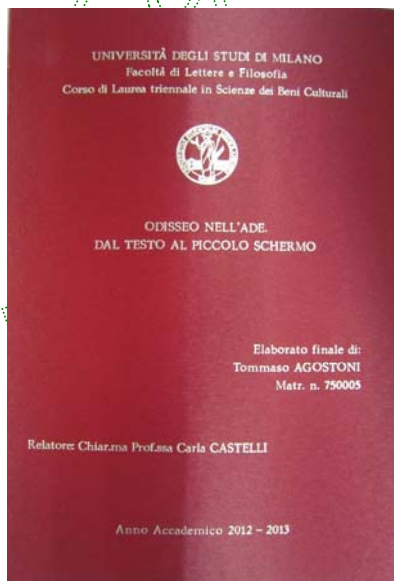 UNIVERSITÀ DEGLI STUDI DI MILANO
Facoltà di Lettere e Filosofia
Corso di Laurea triennale in Scienze dei Beni Culturali
ODISSEO NELL'ADE.
DAL TESTO AL PICCOLO SCHERMO
Elaborato finale di:
Tommaso AGOSTONI
Matr. n. 750005
Relatore: Chiar.ma Prof.ssa Carla CASTELLI
Anno Accademico 2012 – 2013